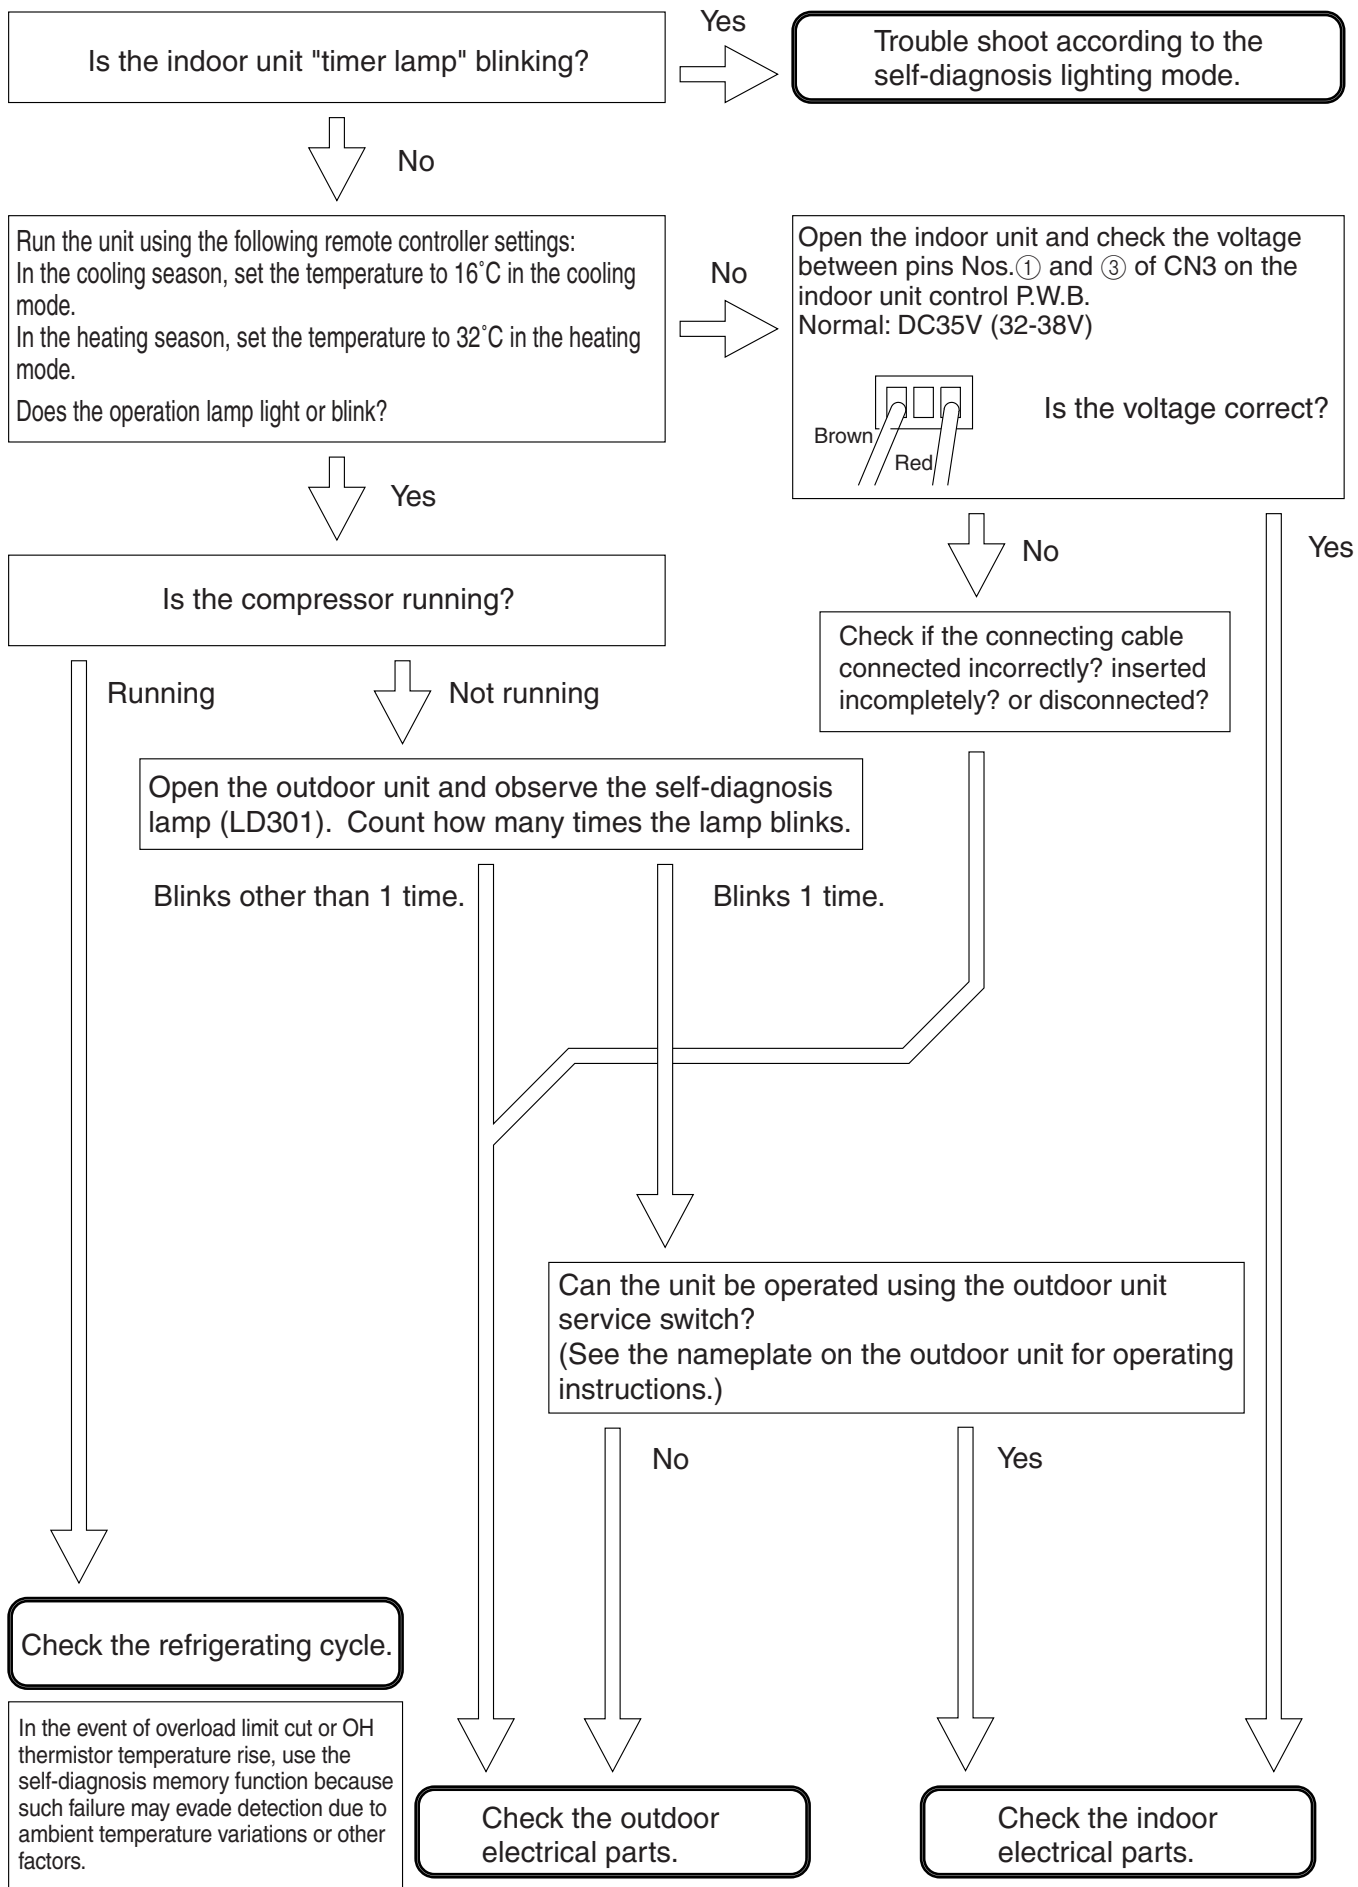 Is the indoor unit "timer lamp" blinking?
Yes
Trouble shoot according to the
self-diagnosis lighting mode.
No
Run the unit using the following remote controller settings:
In the cooling season, set the temperature to 16˚C in the cooling
mode.
In the heating season, set the temperature to 32˚C in the heating
mode.
Does the operation lamp light or blink?
No
Open the indoor unit and check the voltage
between pins Nos.① and ③ of CN3 on the
indoor unit control P.W.B.
Normal: DC35V (32-38V)
Is the voltage correct?
Brown
Red
Yes
No
Yes
Is the compressor running?
Check if the connecting cable
connected incorrectly? inserted
incompletely? or disconnected?
Running
Not running
Open the outdoor unit and observe the self-diagnosis
lamp (LD301).  Count how many times the lamp blinks.
Blinks other than 1 time.
Blinks 1 time.
Can the unit be operated using the outdoor unit
service switch?
(See the nameplate on the outdoor unit for operating
instructions.)
No
Yes
Check the refrigerating cycle.
In the event of overload limit cut or OH
thermistor temperature rise, use the
self-diagnosis memory function because
such failure may evade detection due to
ambient temperature variations or other
factors.
Check the outdoor
electrical parts.
Check the indoor
electrical parts.